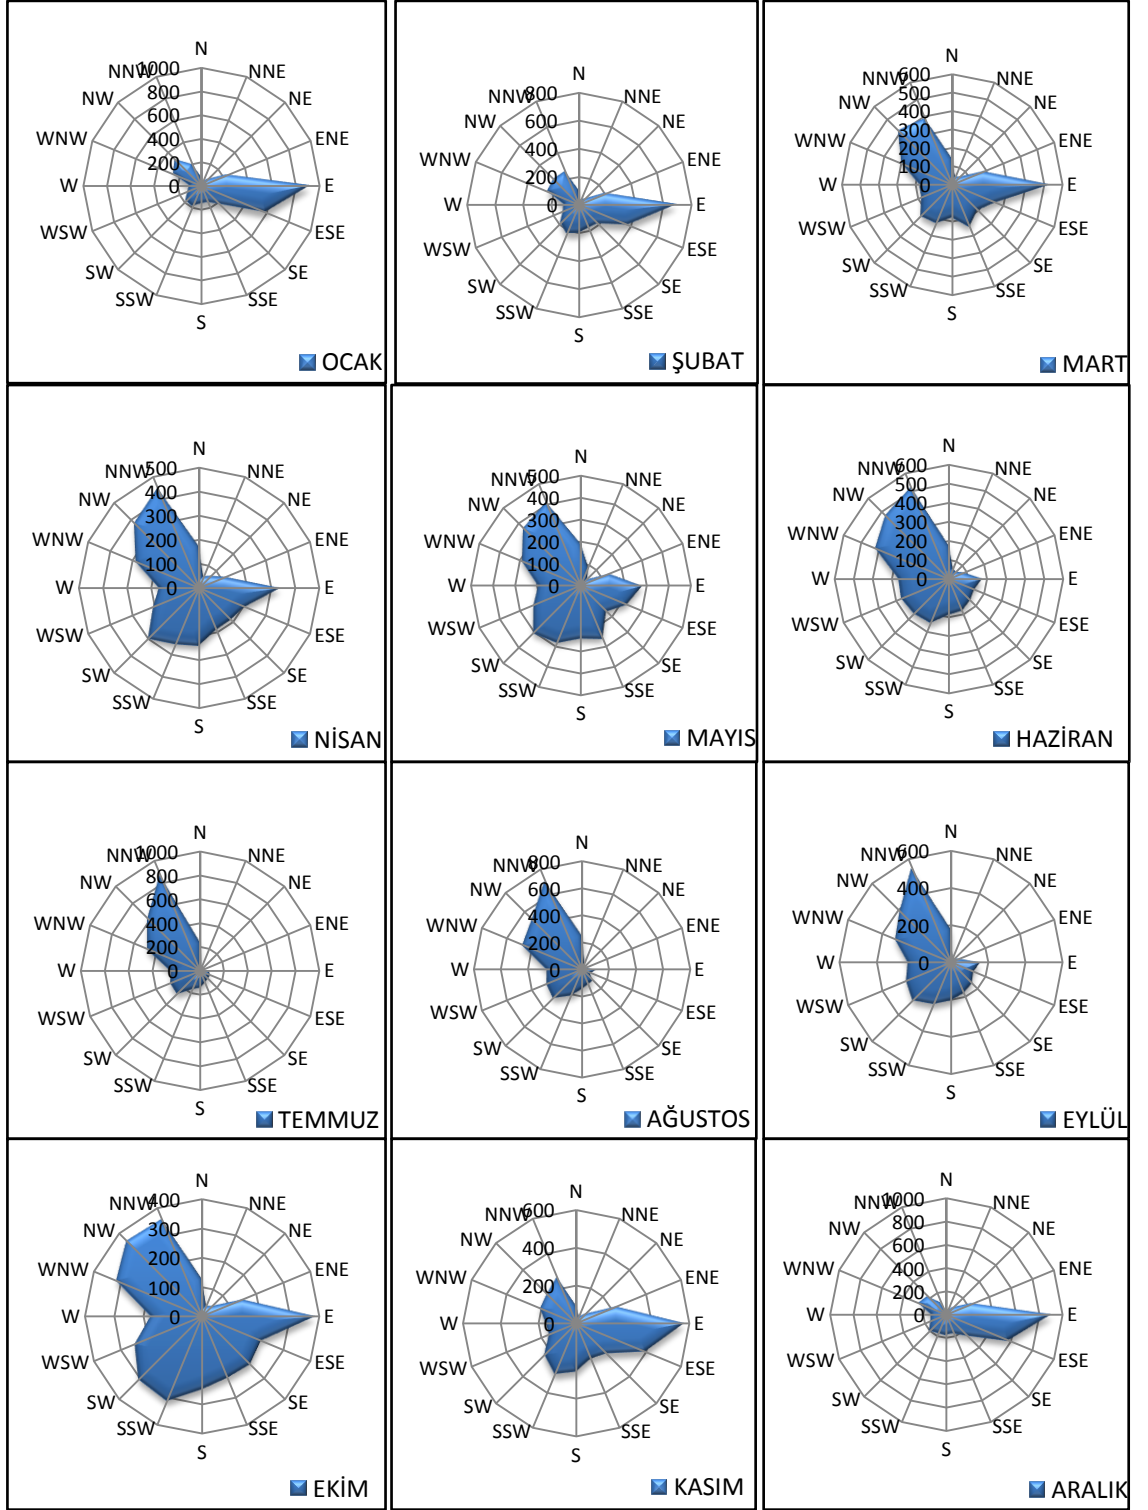 N
NNE
NE
ENE
E
ESE
SE
SSE
S
SSW
SW
WSW
W
WNW
NW
NNW
1000
800
600
400
200
0
OCAK
N
NNE
NE
ENE
E
ESE
SE
SSE
S
SSW
SW
WSW
W
WNW
NW
NNW
800
600
400
200
0
ŞUBAT
N
NNE
NE
ENE
E
ESE
SE
SSE
S
SSW
SW
WSW
W
WNW
NW
NNW
600
500
400
300
200
100
0
MART
N
NNE
NE
ENE
E
ESE
SE
SSE
S
SSW
SW
WSW
W
WNW
NW
NNW
500
400
300
200
100
0
NİSAN
N
NNE
NE
ENE
E
ESE
SE
SSE
S
SSW
SW
WSW
W
WNW
NW
NNW
500
400
300
200
100
0
MAYIS
N
NNE
NE
ENE
E
ESE
SE
SSE
S
SSW
SW
WSW
W
WNW
NW
NNW
600
500
400
300
200
100
0
HAZİRAN
N
NNE
NE
ENE
E
ESE
SE
SSE
S
SSW
SW
WSW
W
WNW
NW
NNW
1000
800
600
400
200
0
TEMMUZ
N
NNE
NE
ENE
E
ESE
SE
SSE
S
SSW
SW
WSW
W
WNW
NW
NNW
800
600
400
200
0
AĞUSTOS
N
NNE
NE
ENE
E
ESE
SE
SSE
S
SSW
SW
WSW
W
WNW
NW
NNW
600
400
200
0
EYLÜL
N
NNE
NE
ENE
E
ESE
SE
SSE
S
SSW
SW
WSW
W
WNW
NW
NNW
400
300
200
100
0
EKİM
N
NNE
NE
ENE
E
ESE
SE
SSE
S
SSW
SW
WSW
W
WNW
NW
NNW
600
400
200
0
KASIM
N
NNE
NE
ENE
E
ESE
SE
SSE
S
SSW
SW
WSW
W
WNW
NW
NNW
1000
800
600
400
200
0
ARALIK